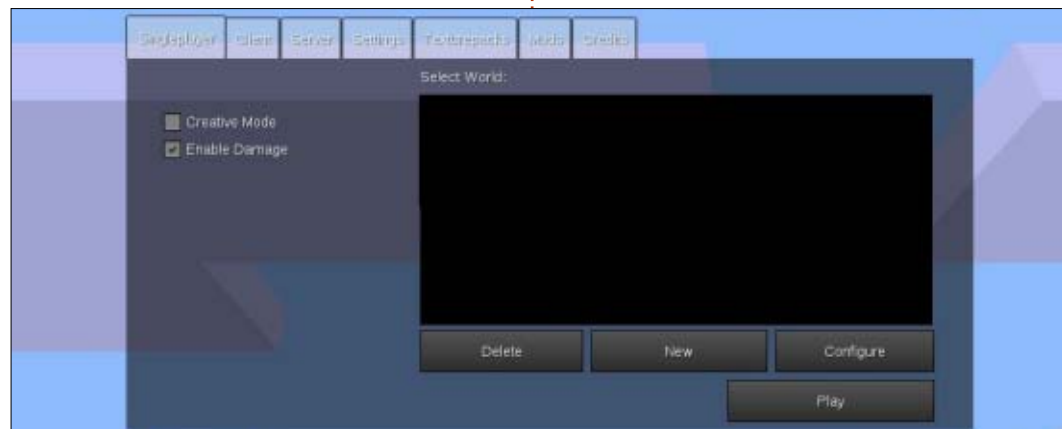 Singleplayer Client Server Settings Texturepacks Mods Credits
Select World:
Creative Mode
Enable Damage
Delete New Configure
Play